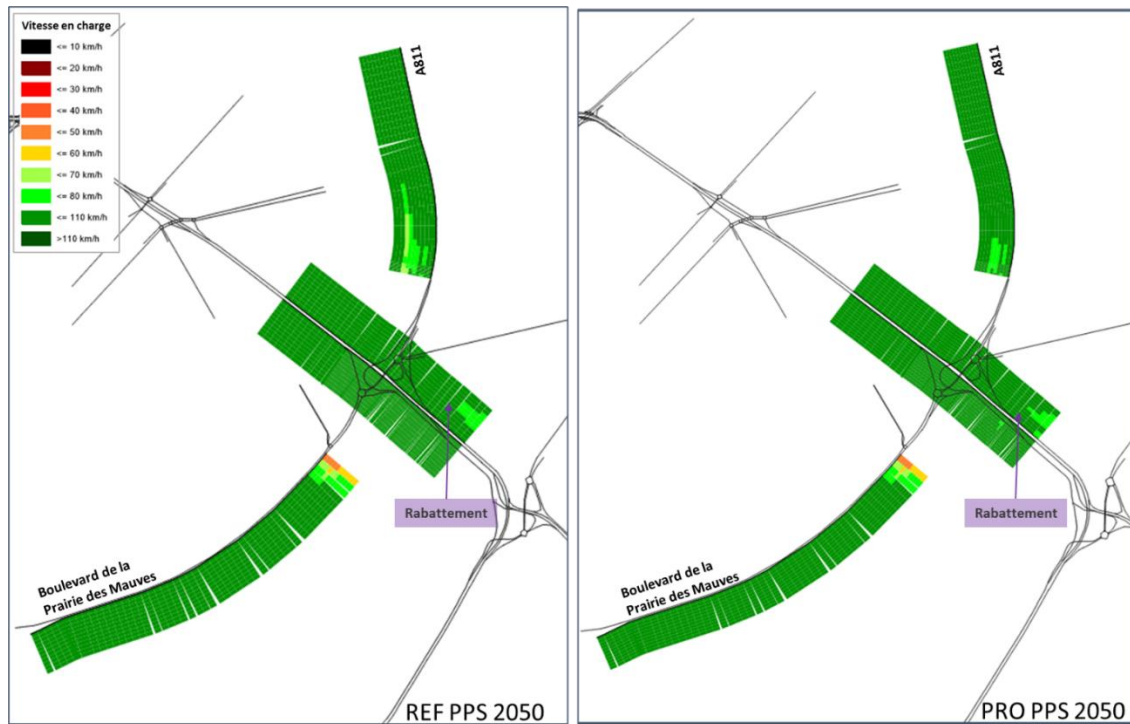 Vitesse en charge
<= 10 km/h
<= 20 km/h
<= 30 km/h
<= 40 km/h
<= 50 km/h
<= 60 km/h
<= 70 km/h
<= 80 km/h
<= 110 km/h
>110 km/h
A811
Rabattement
Boulevard de la
Prairie des Mauves
REF PPS 2050
A811
Rabattement
Boulevard de la
Prairie des Mauves
PRO PPS 2050